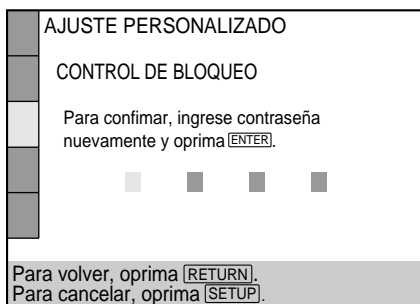 AJUSTE PERSONALIZADO
CONTROL DE BLOQUEO
Para confimar, ingrese contraseña
nuevamente y oprima ENTER.
Para volver, oprima RETURN.
Para cancelar, oprima SETUP.